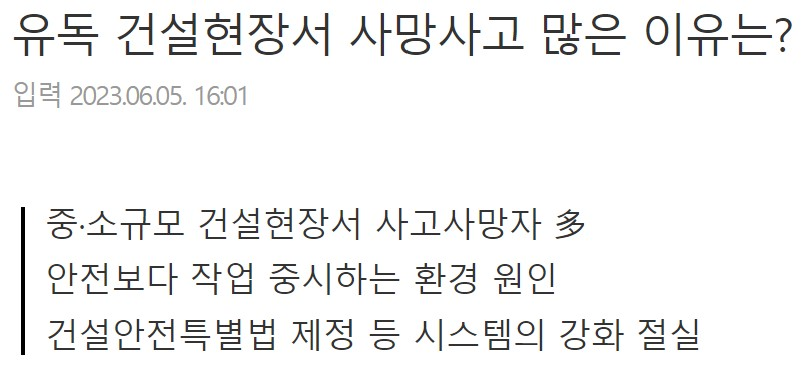 유독 건설현장서 사망사고 많은 이유는?
입력 2023.06.05. 16:01
중·소규모 건설현장서 사고사망자 多
안전보다 작업 중시하는 환경 원인
건설안전특별법 제정 등 시스템의 강화 절실